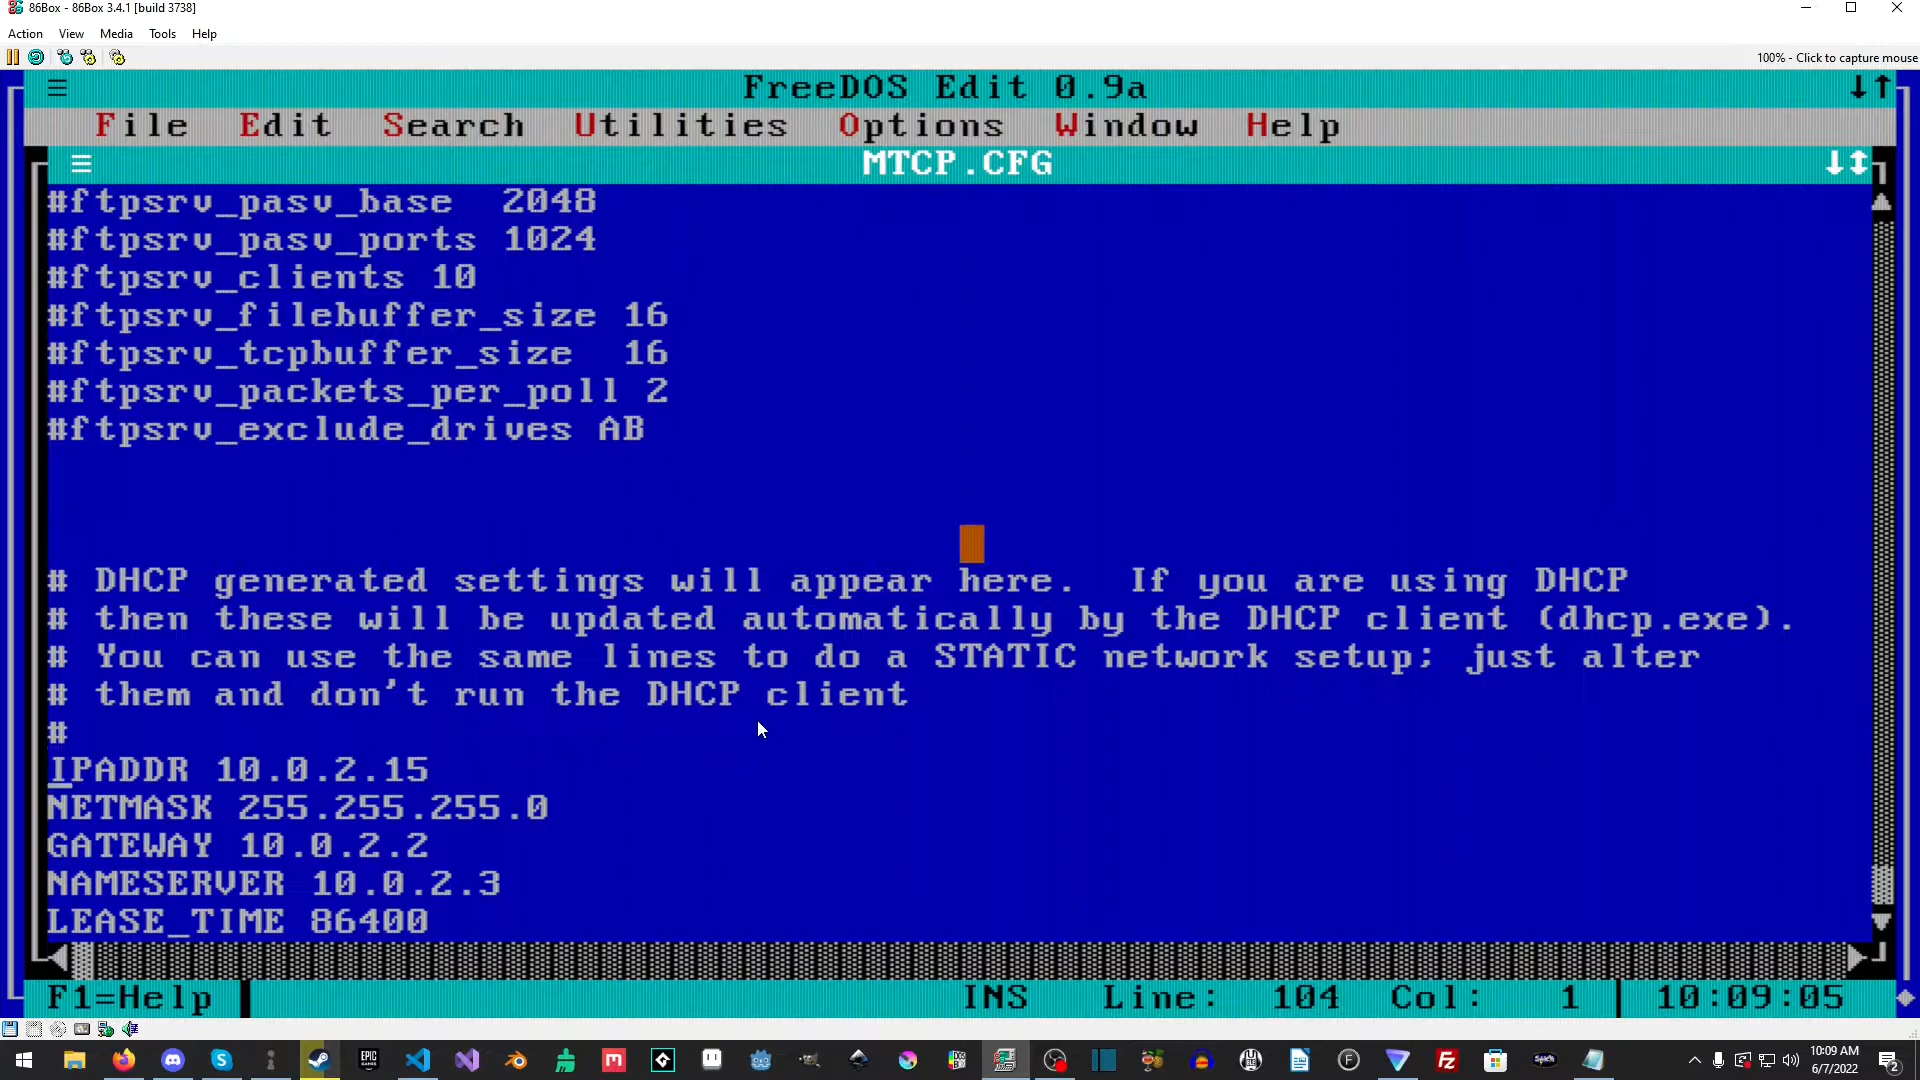 86Box - 86Box 3.4.1 [build 3738]
Action View Media Tools Help
100% - Click to capture mouse
FreeDOS Edit 0.9a
File Edit Search Utilities Options Window Help
MTCP.CFG
#ftpsrv_pasv_base  2048
#ftpsrv_pasv_ports 1024
#ftpsrv_clients 10
#ftpsrv_filebuffer_size 16
#ftpsrv_tcpbuffer_size  16
#ftpsrv_packets_per_poll 2
#ftpsrv_exclude_drives AB
# DHCP generated settings will appear here.  If you are using DHCP
# then these will be updated automatically by the DHCP client (dhcp.exe).
# You can use the same lines to do a STATIC network setup; just alter
# them and don't run the DHCP client
#
IPADDR 10.0.2.15
NETMASK 255.255.255.0
GATEWAY 10.0.2.2
NAMESERVER 10.0.2.3
LEASE_TIME 86400
F1=Help INS Line: 104 Col: 1 10:09:05
10:09 AM
6/7/2022
2